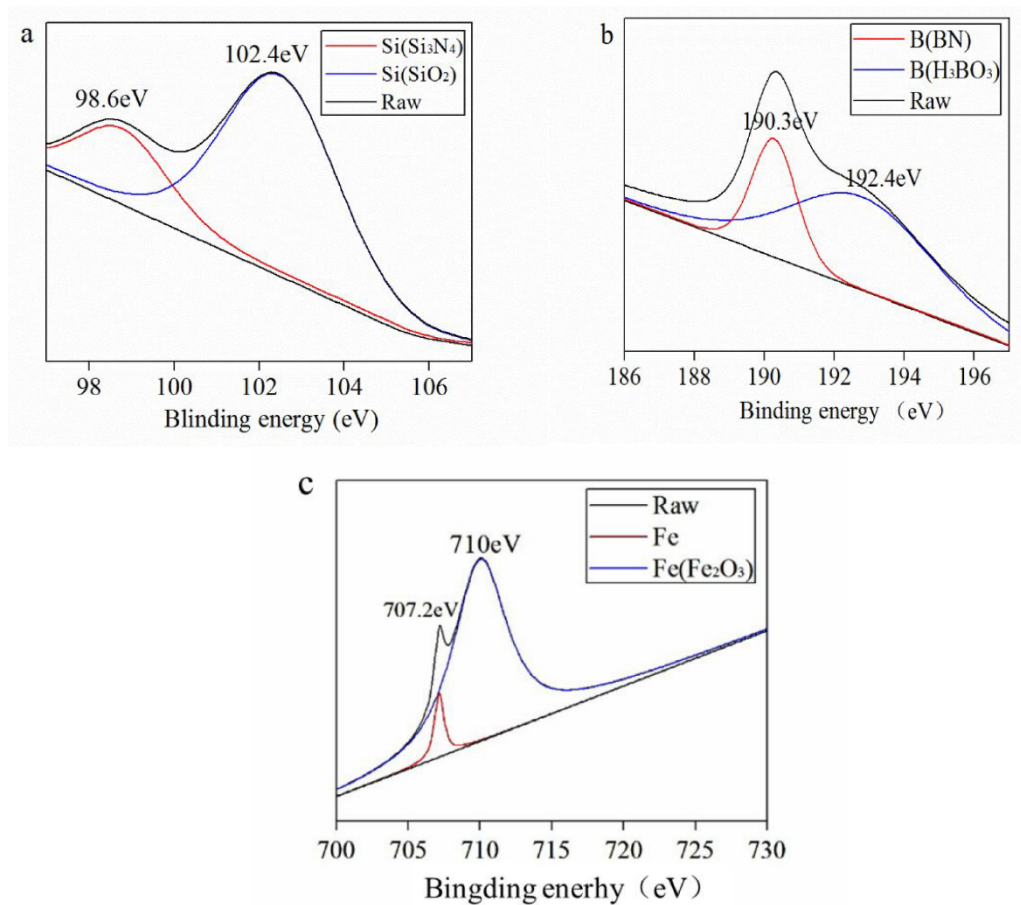 a
102.4eV
98.6eV
Si(Si₃N₄)
Si(SiO₂)
Raw
98 100 102 104 106
Blinding energy (eV)
b
190.3eV
192.4eV
B(BN)
B(H₃BO₃)
Raw
186 188 190 192 194 196
Binding energy （eV）
c
710eV
707.2eV
Raw
Fe
Fe(Fe₂O₃)
700 705 710 715 720 725 730
Bingding enerhy（eV）